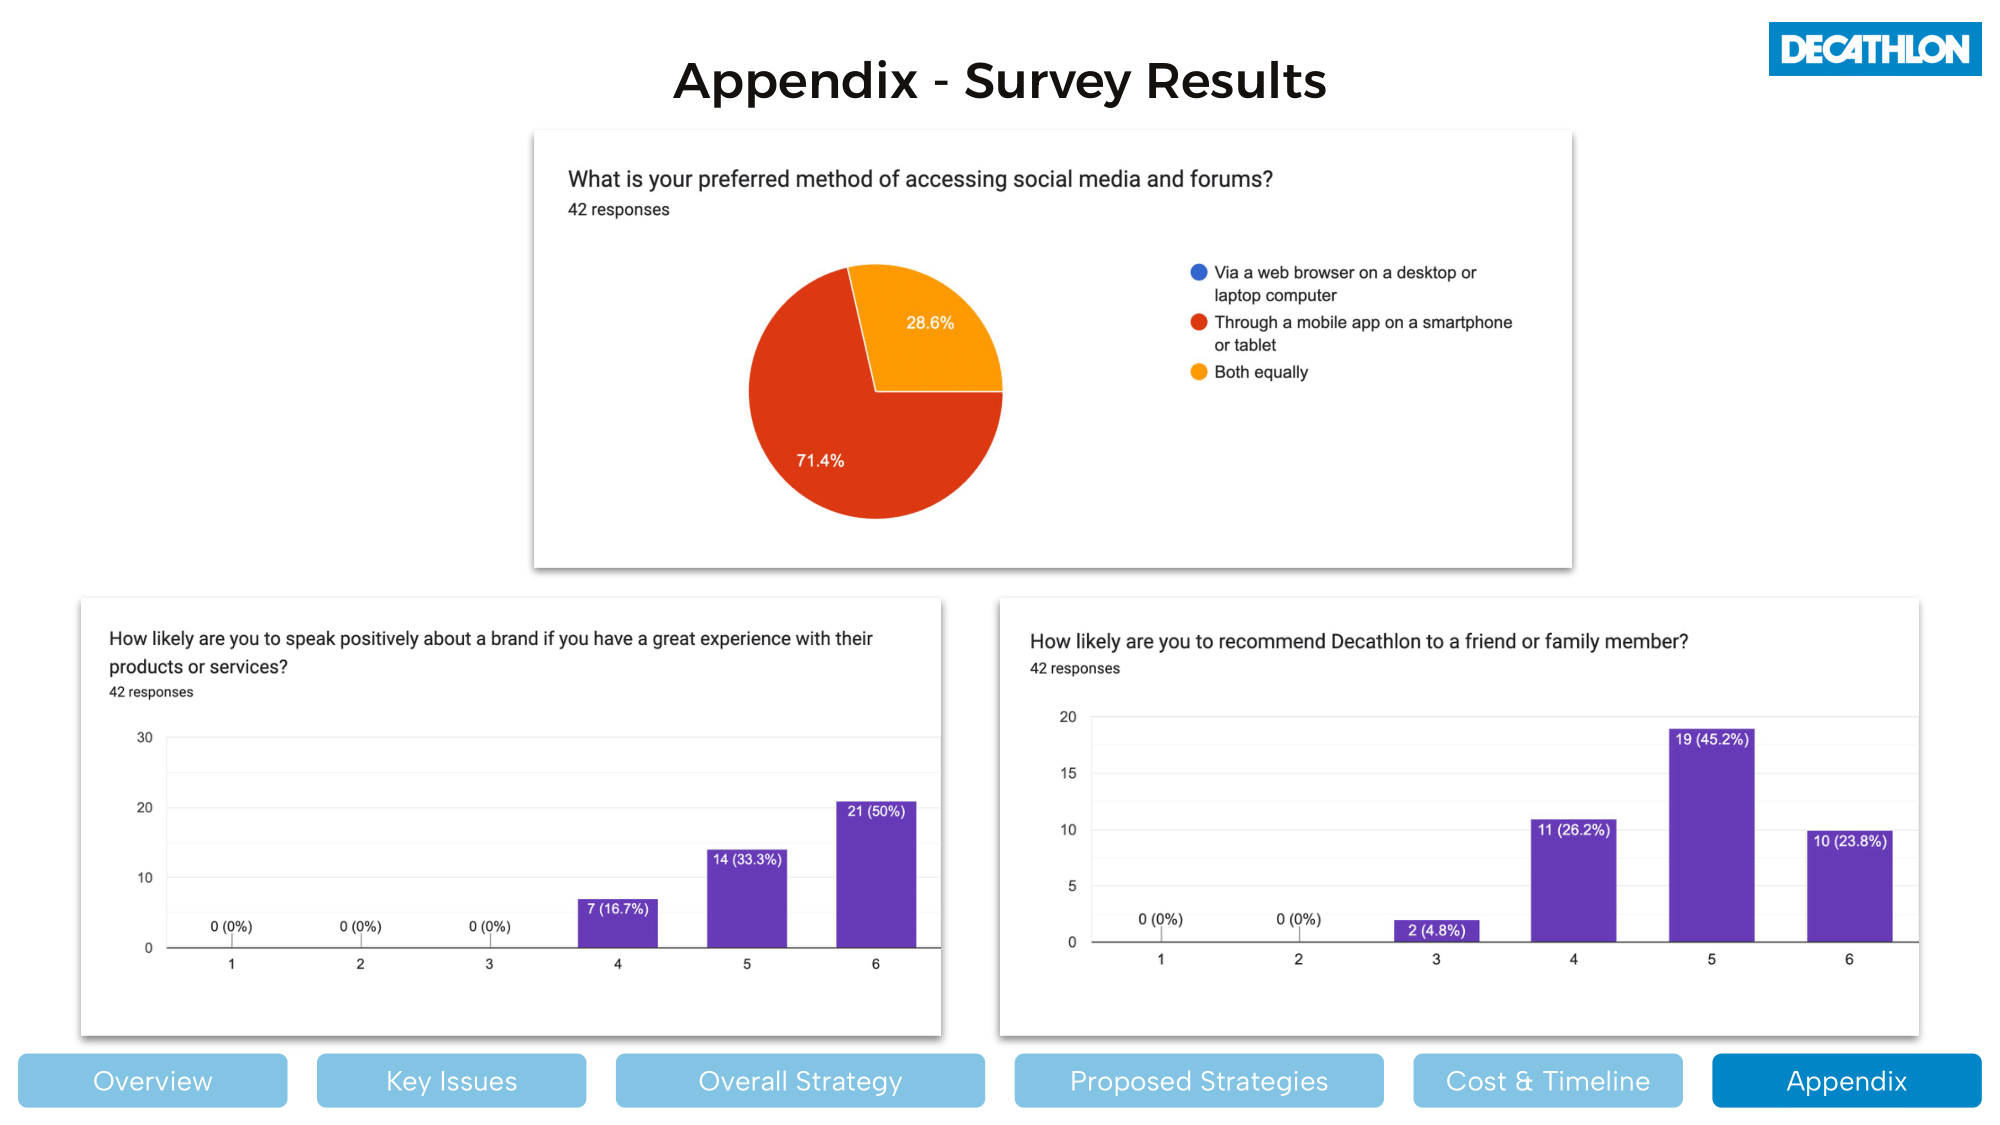 DECATHLON
Appendix - Survey Results
What is your preferred method of accessing social media and forums?
42 responses
28.6%
71.4%
Via a web browser on a desktop or
laptop computer
Through a mobile app on a smartphone
or tablet
Both equally
How likely are you to speak positively about a brand if you have a great experience with their
products or services?
42 responses
30
20
10
0
0 (0%)
0 (0%)
0 (0%)
7 (16.7%)
14 (33.3%)
21 (50%)
1
2
3
4
5
6
How likely are you to recommend Decathlon to a friend or family member?
42 responses
20
15
10
5
0
0 (0%)
0 (0%)
2 (4.8%)
11 (26.2%)
19 (45.2%)
10 (23.8%)
1
2
3
4
5
6
Overview
Key Issues
Overall Strategy
Proposed Strategies
Cost & Timeline
Appendix